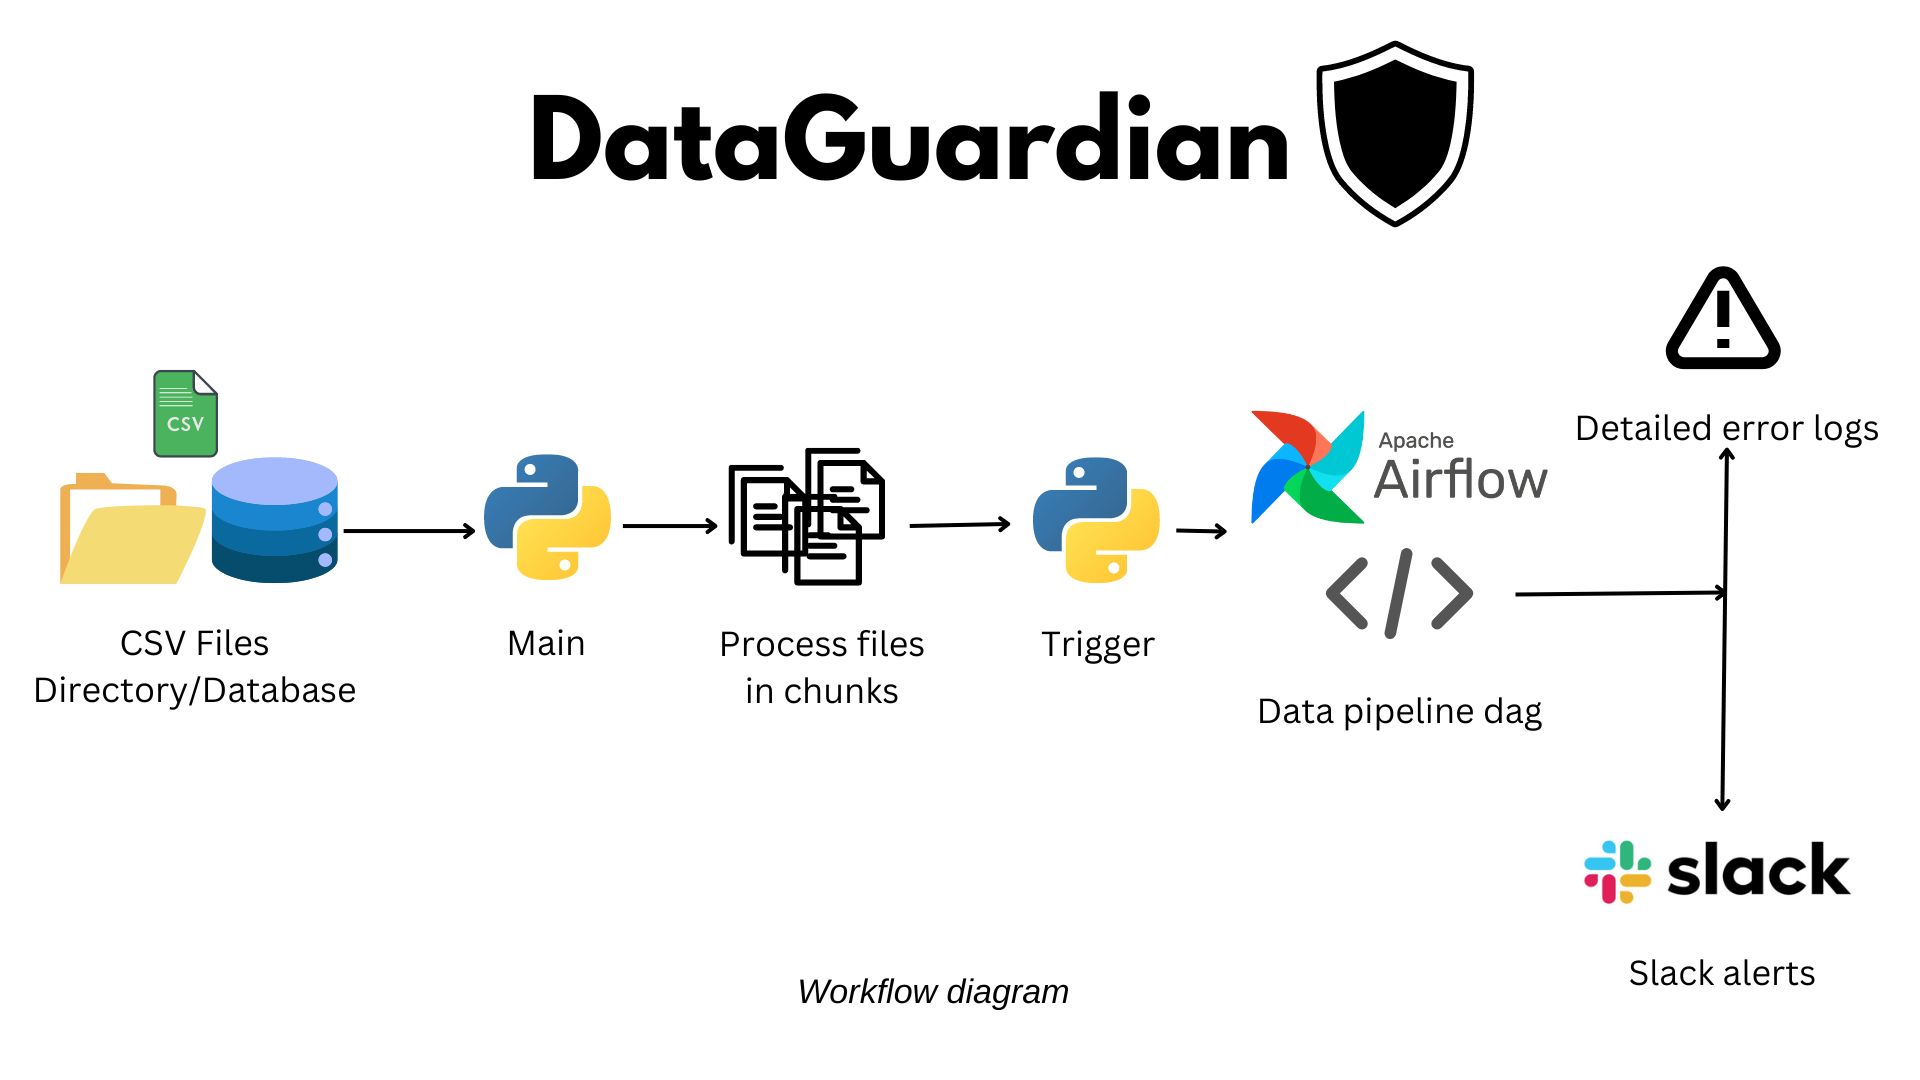 DataGuardian
CSV
Apache
Airflow
Detailed error logs
CSV Files
Directory/Database
Main
Process files
in chunks
Trigger
</>
Data pipeline dag
slack
Slack alerts
Workflow diagram